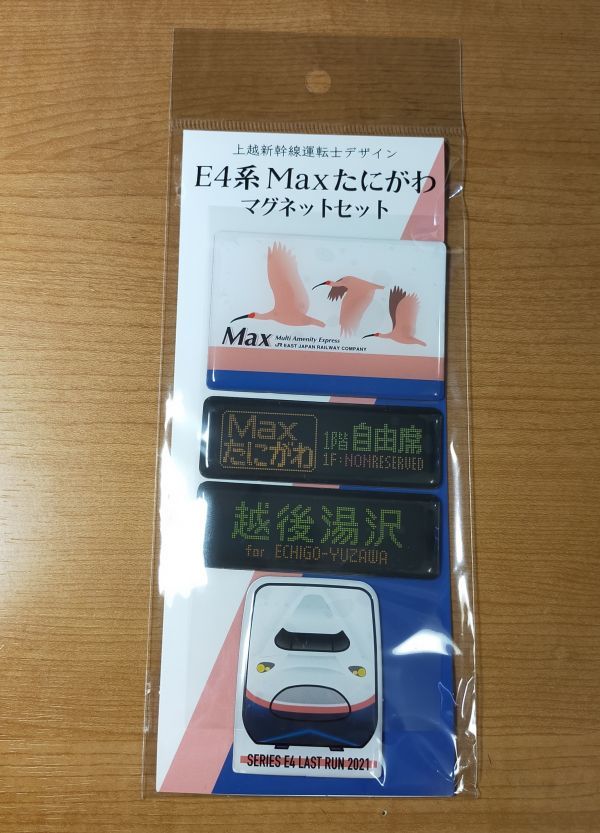 上越新幹線運転士デザイン
E4系Maxたにがわ
マグネットセット
Max Multi Amenity Express
JR EAST JAPAN RAILWAY COMPANY
Max
たにがわ
1階 自由席
1F:NONRESERVED
越後湯沢
for ECHIGO-YUZAWA
SERIES E4 LAST RUN 2021